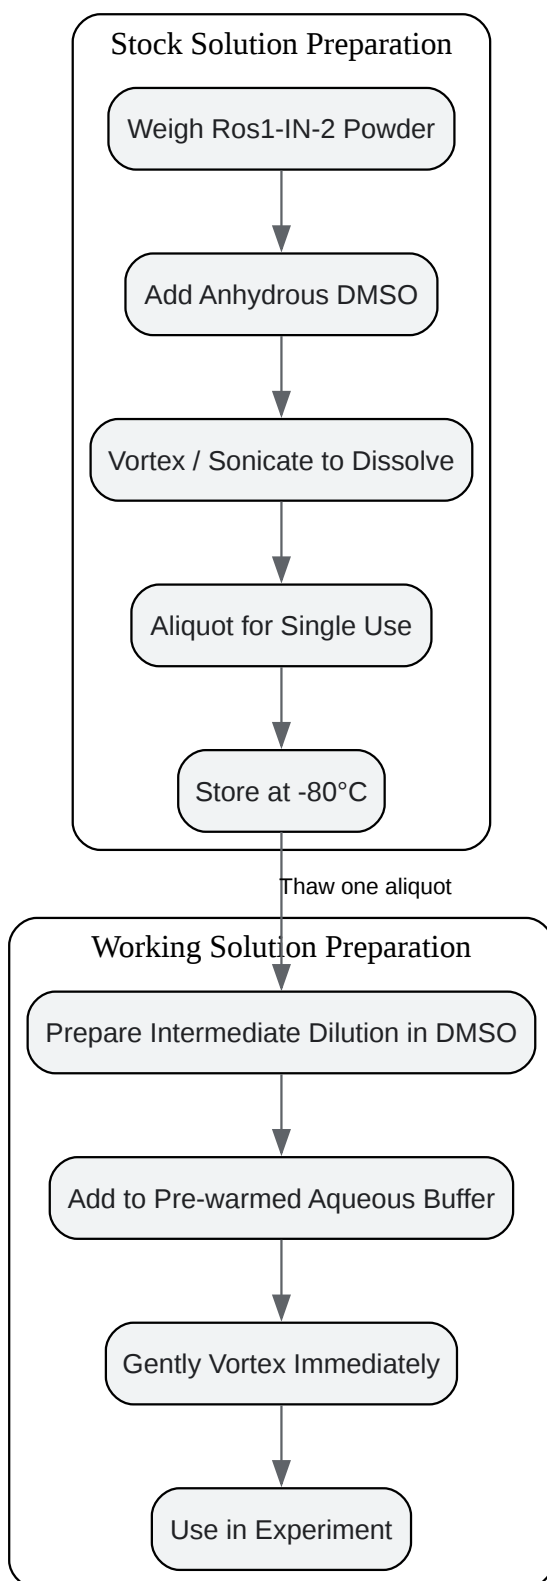 Stock Solution Preparation
Weigh Ros1-IN-2 Powder
Add Anhydrous DMSO
Vortex / Sonicate to Dissolve
Aliquot for Single Use
Store at -80°C
Thaw one aliquot
Working Solution Preparation
Prepare Intermediate Dilution in DMSO
Add to Pre-warmed Aqueous Buffer
Gently Vortex Immediately
Use in Experiment